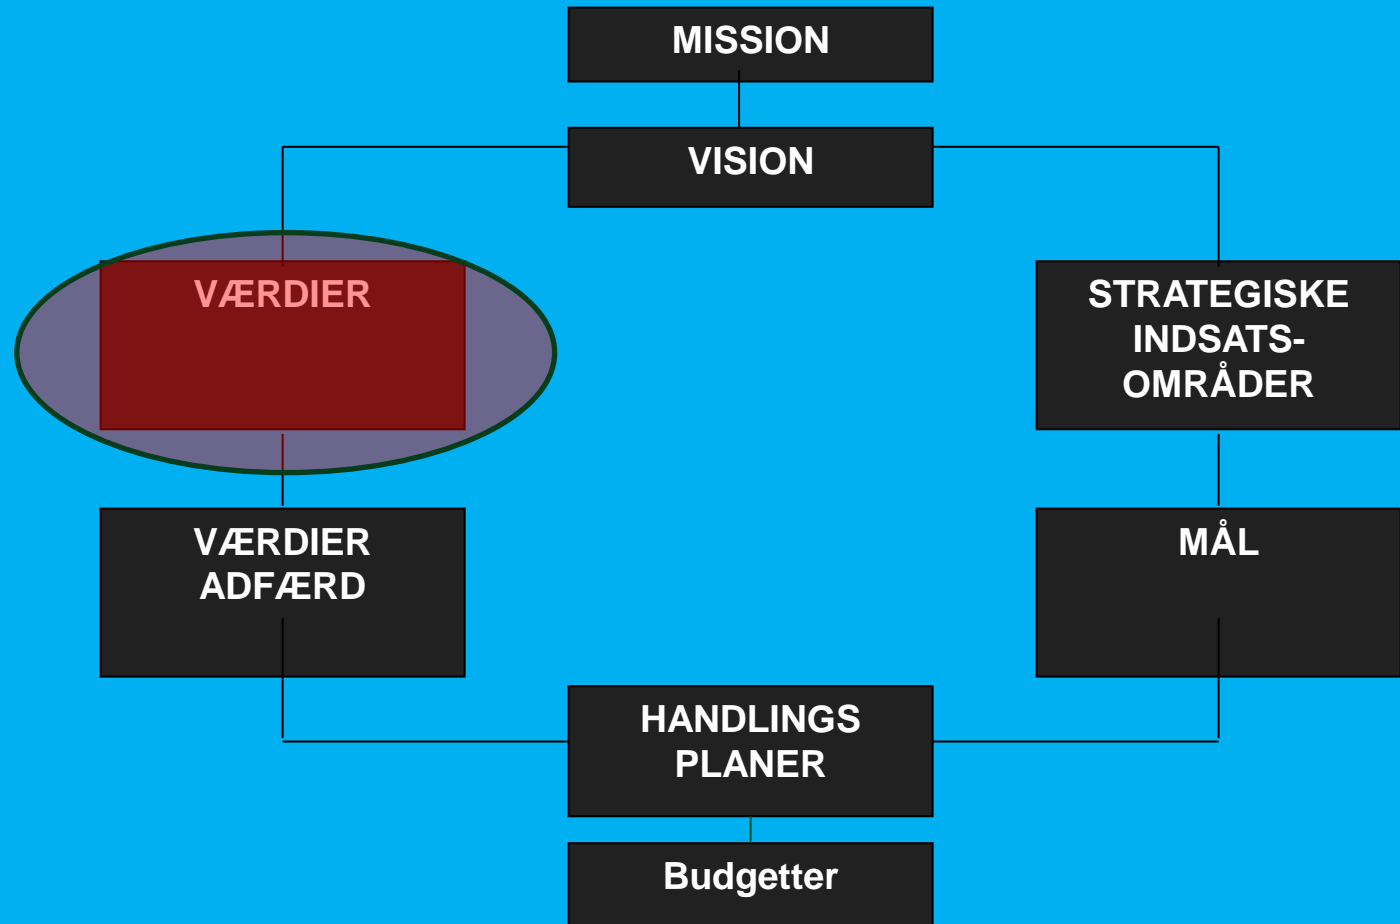 MISSION
VISION
VÆRDIER
STRATEGISKE
INDSATS-
OMRÅDER
VÆRDIER
ADFÆRD
MÅL
HANDLINGS
PLANER
Budgetter